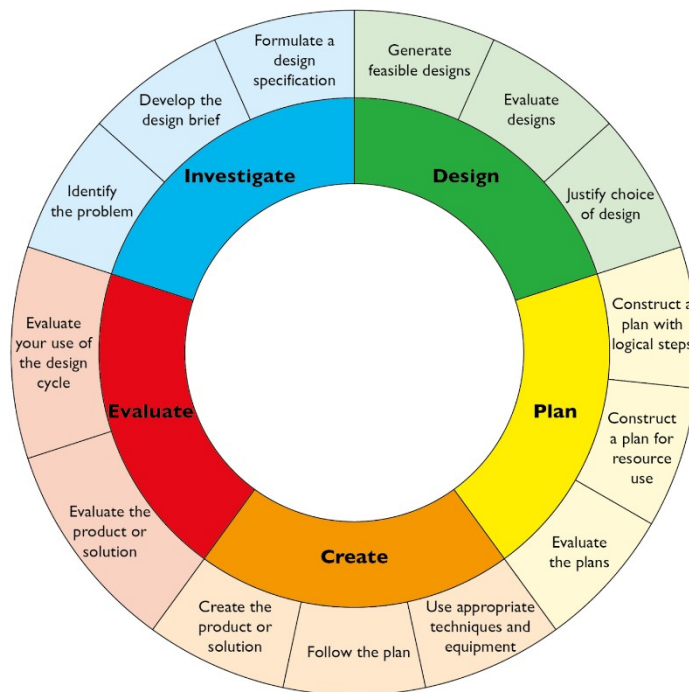 Formulate a
design
specification
Generate
feasible designs
Develop the
design brief
Evaluate
designs
Identify
the problem
Investigate
Design
Justify choice
of design
Evaluate
your use of
the design
cycle
Construct a
plan with
logical steps
Evaluate
Plan
Construct
a plan for
resource
use
Evaluate the
product or
solution
Evaluate
the plans
Create
Create the
product or
solution
Follow the plan
Use appropriate
techniques and
equipment